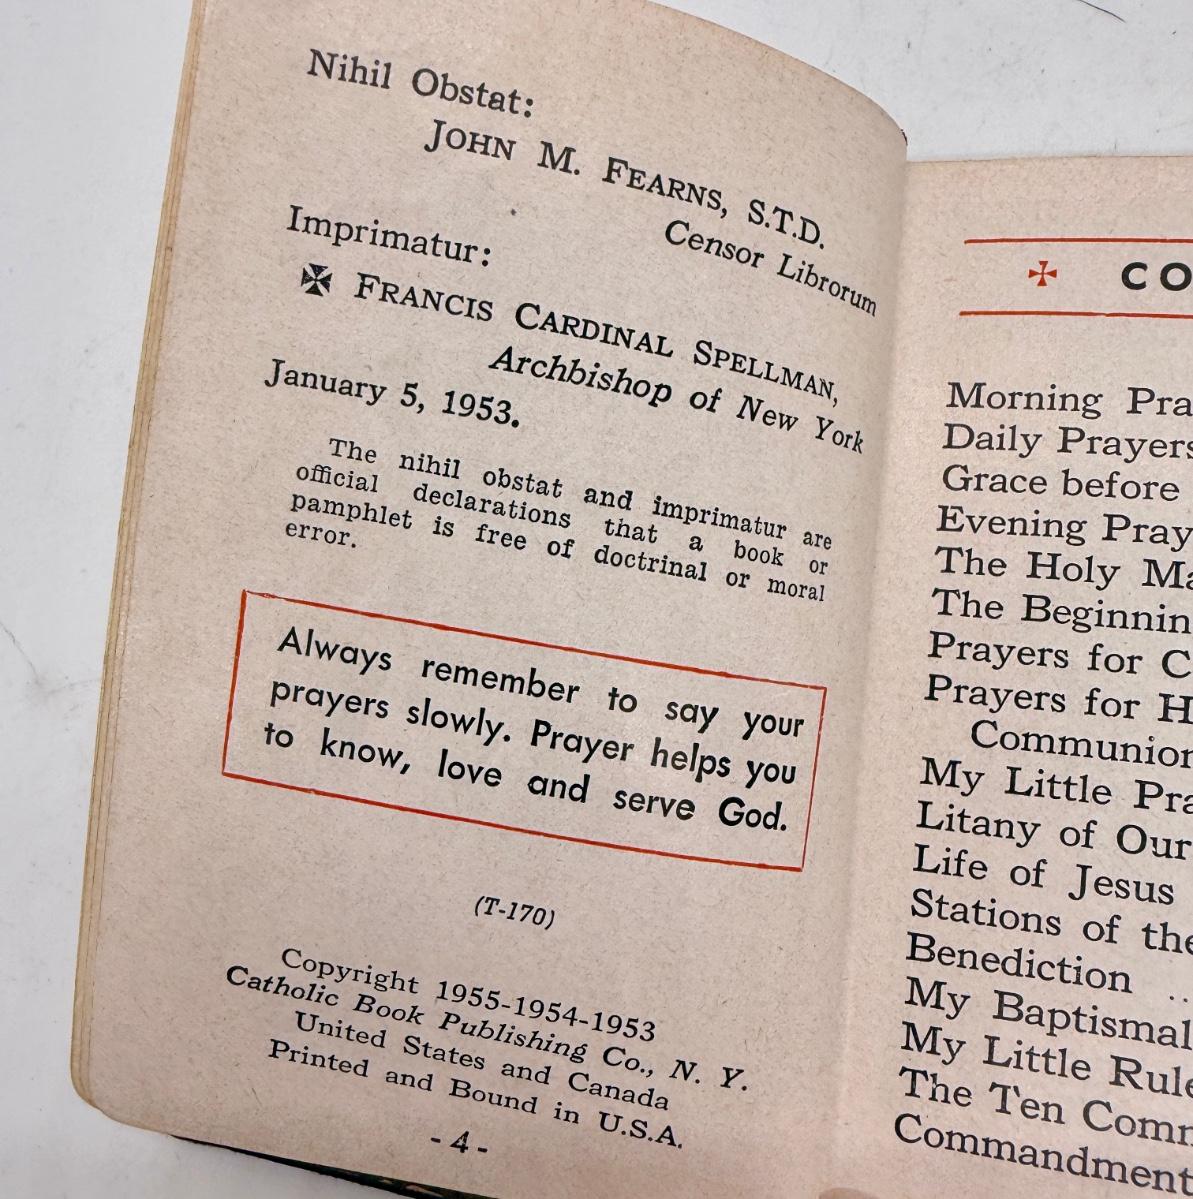 Nihil Obstat:
JOHN M. FEARNS, S.T.D.
Censor Librorum
Imprimatur:
✠ FRANCIS CARDINAL SPELLMAN,
Archbishop of New York
January 5, 1953.
The nihil obstat and imprimatur are
official declarations that a book or
pamphlet is free of doctrinal or moral
error.
Always remember to say your
prayers slowly. Prayer helps you
to know, love and serve God.
(T-170)
Copyright 1955-1954-1953
Catholic Book Publishing Co., N. Y.
United States and Canada
Printed and Bound in U.S.A.
- 4 -
✠ CO
Morning Pra
Daily Prayers
Grace before
Evening Pray
The Holy Ma
The Beginnin
Prayers for C
Prayers for H
Communion
My Little Pra
Litany of Our
Life of Jesus
Stations of the
Benediction ..
My Baptismal
My Little Rule
The Ten Comm
Commandment